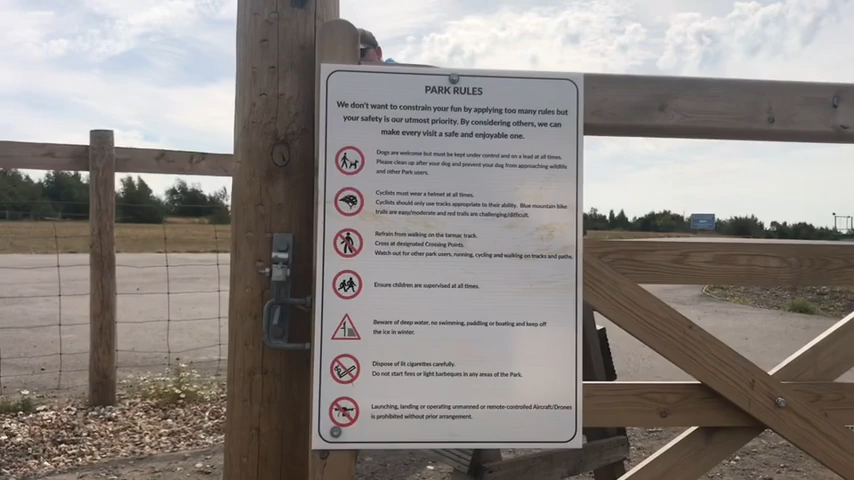 PARK RULES
We don't want to constrain your fun by applying too many rules but
your safety is our utmost priority. By considering others, we can
make every visit a safe and enjoyable one.
Dogs are welcome but must be kept under control and on a lead at all times.
Please clean up after your dog and prevent your dog from approaching wildlife
and other Park users.
Cyclists must wear a helmet at all times.
Cyclists should only use tracks appropriate to their ability. Blue mountain bike
trails are easy/moderate and red trails are challenging/difficult.
Refrain from walking on the tarmac track.
Cross at designated Crossing Points.
Watch out for other park users, running, cycling and walking on tracks and paths.
Ensure children are supervised at all times.
Beware of deep water, no swimming, paddling or boating and keep off
the ice in winter.
Dispose of lit cigarettes carefully.
Do not start fires or light barbeques in any areas of the Park.
Launching, landing or operating unmanned or remote-controlled Aircraft/Drones
is prohibited without prior arrangement.